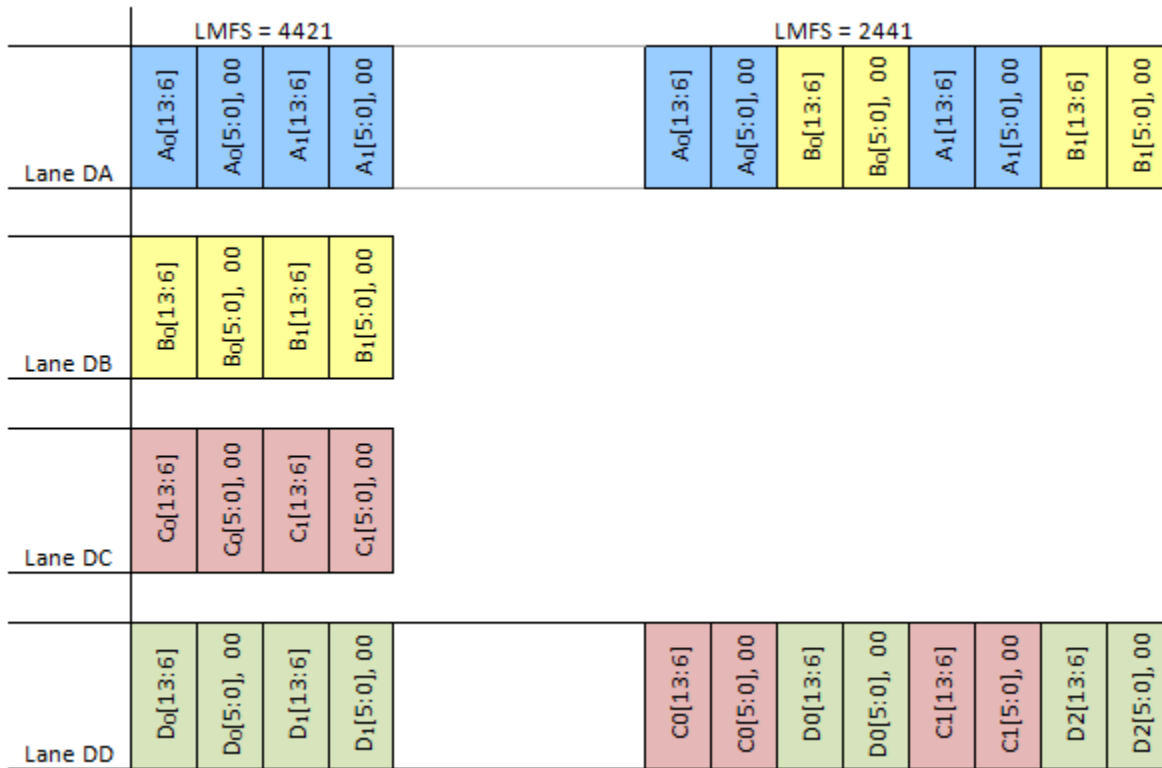 LMFS = 4421
LMFS = 2441
Lane DA
A₀[13:6]
A₀[5:0], 00
A₁[13:6]
A₁[5:0], 00
A₀[13:6]
A₀[5:0], 00
B₀[13:6]
B₀[5:0], 00
A₁[13:6]
A₁[5:0], 00
B₁[13:6]
B₁[5:0], 00
Lane DB
B₀[13:6]
B₀[5:0], 00
B₁[13:6]
B₁[5:0], 00
Lane DC
C₀[13:6]
C₀[5:0], 00
C₁[13:6]
C₁[5:0], 00
Lane DD
D₀[13:6]
D₀[5:0], 00
D₁[13:6]
D₁[5:0], 00
C0[13:6]
C0[5:0], 00
D0[13:6]
D0[5:0], 00
C1[13:6]
C1[5:0], 00
D2[13:6]
D2[5:0], 00